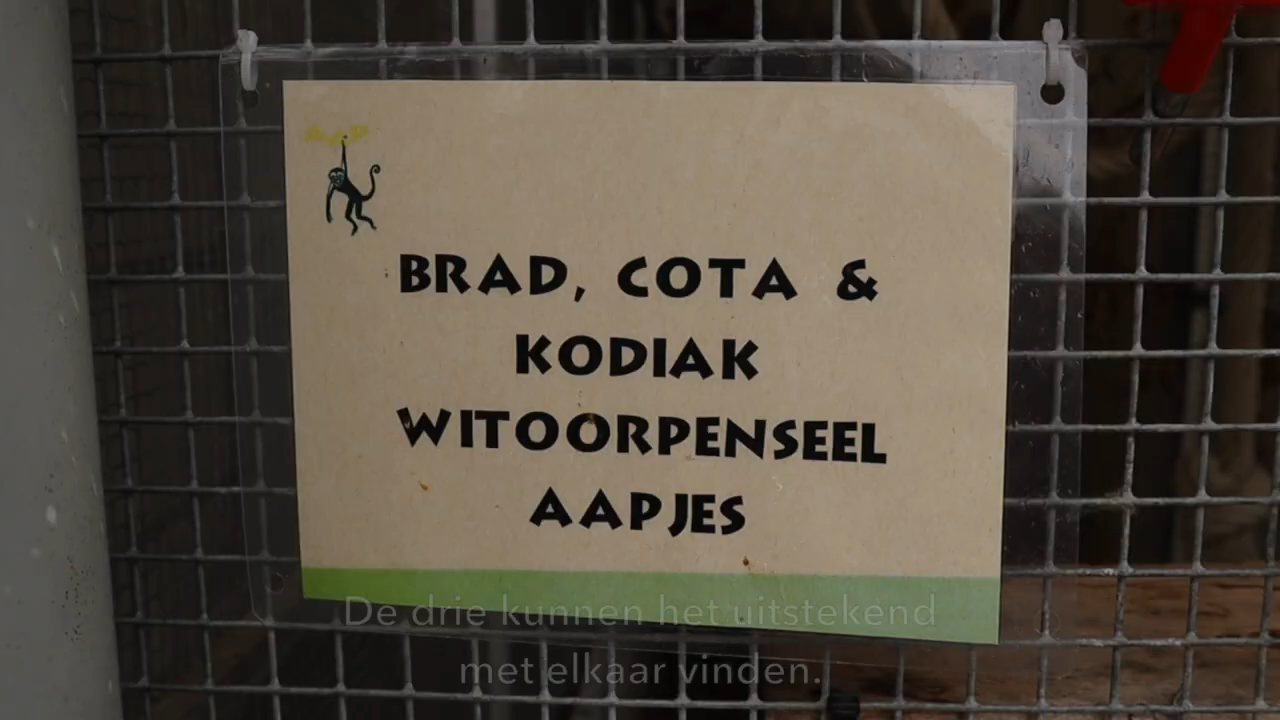 BRAD, COTA &
KODIAK
WITOORPENSEEL
AAPJES
De drie kunnen het uitstekend
met elkaar vinden.